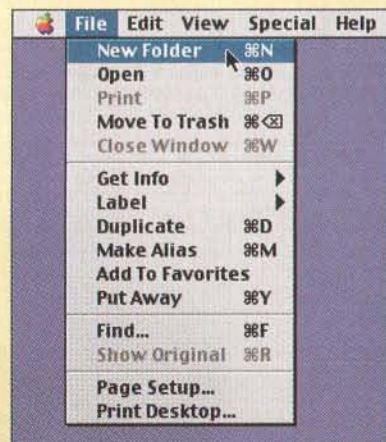 File Edit View Special Help
New Folder ⌘N
Open ⌘O
Print ⌘P
Move To Trash ⌘⌫
Close Window ⌘W
Get Info
Label
Duplicate ⌘D
Make Alias ⌘M
Add To Favorites
Put Away ⌘Y
Find... ⌘F
Show Original ⌘R
Page Setup...
Print Desktop...